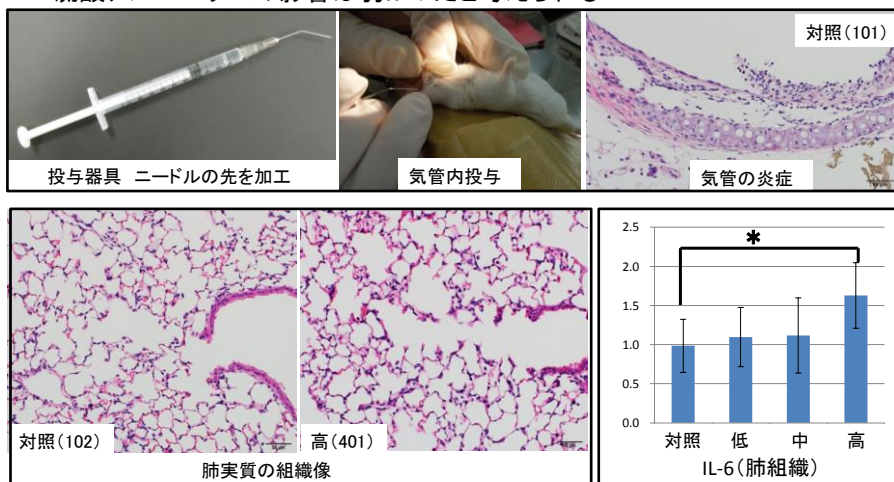 対照(101)
投与器具 ニードルの先を加工
気管内投与
気管の炎症
対照(102)
高(401)
肺実質の組織像
2.5
2.0
1.5
1.0
0.5
0.0
*
対照 低 中 高
IL-6(肺組織)